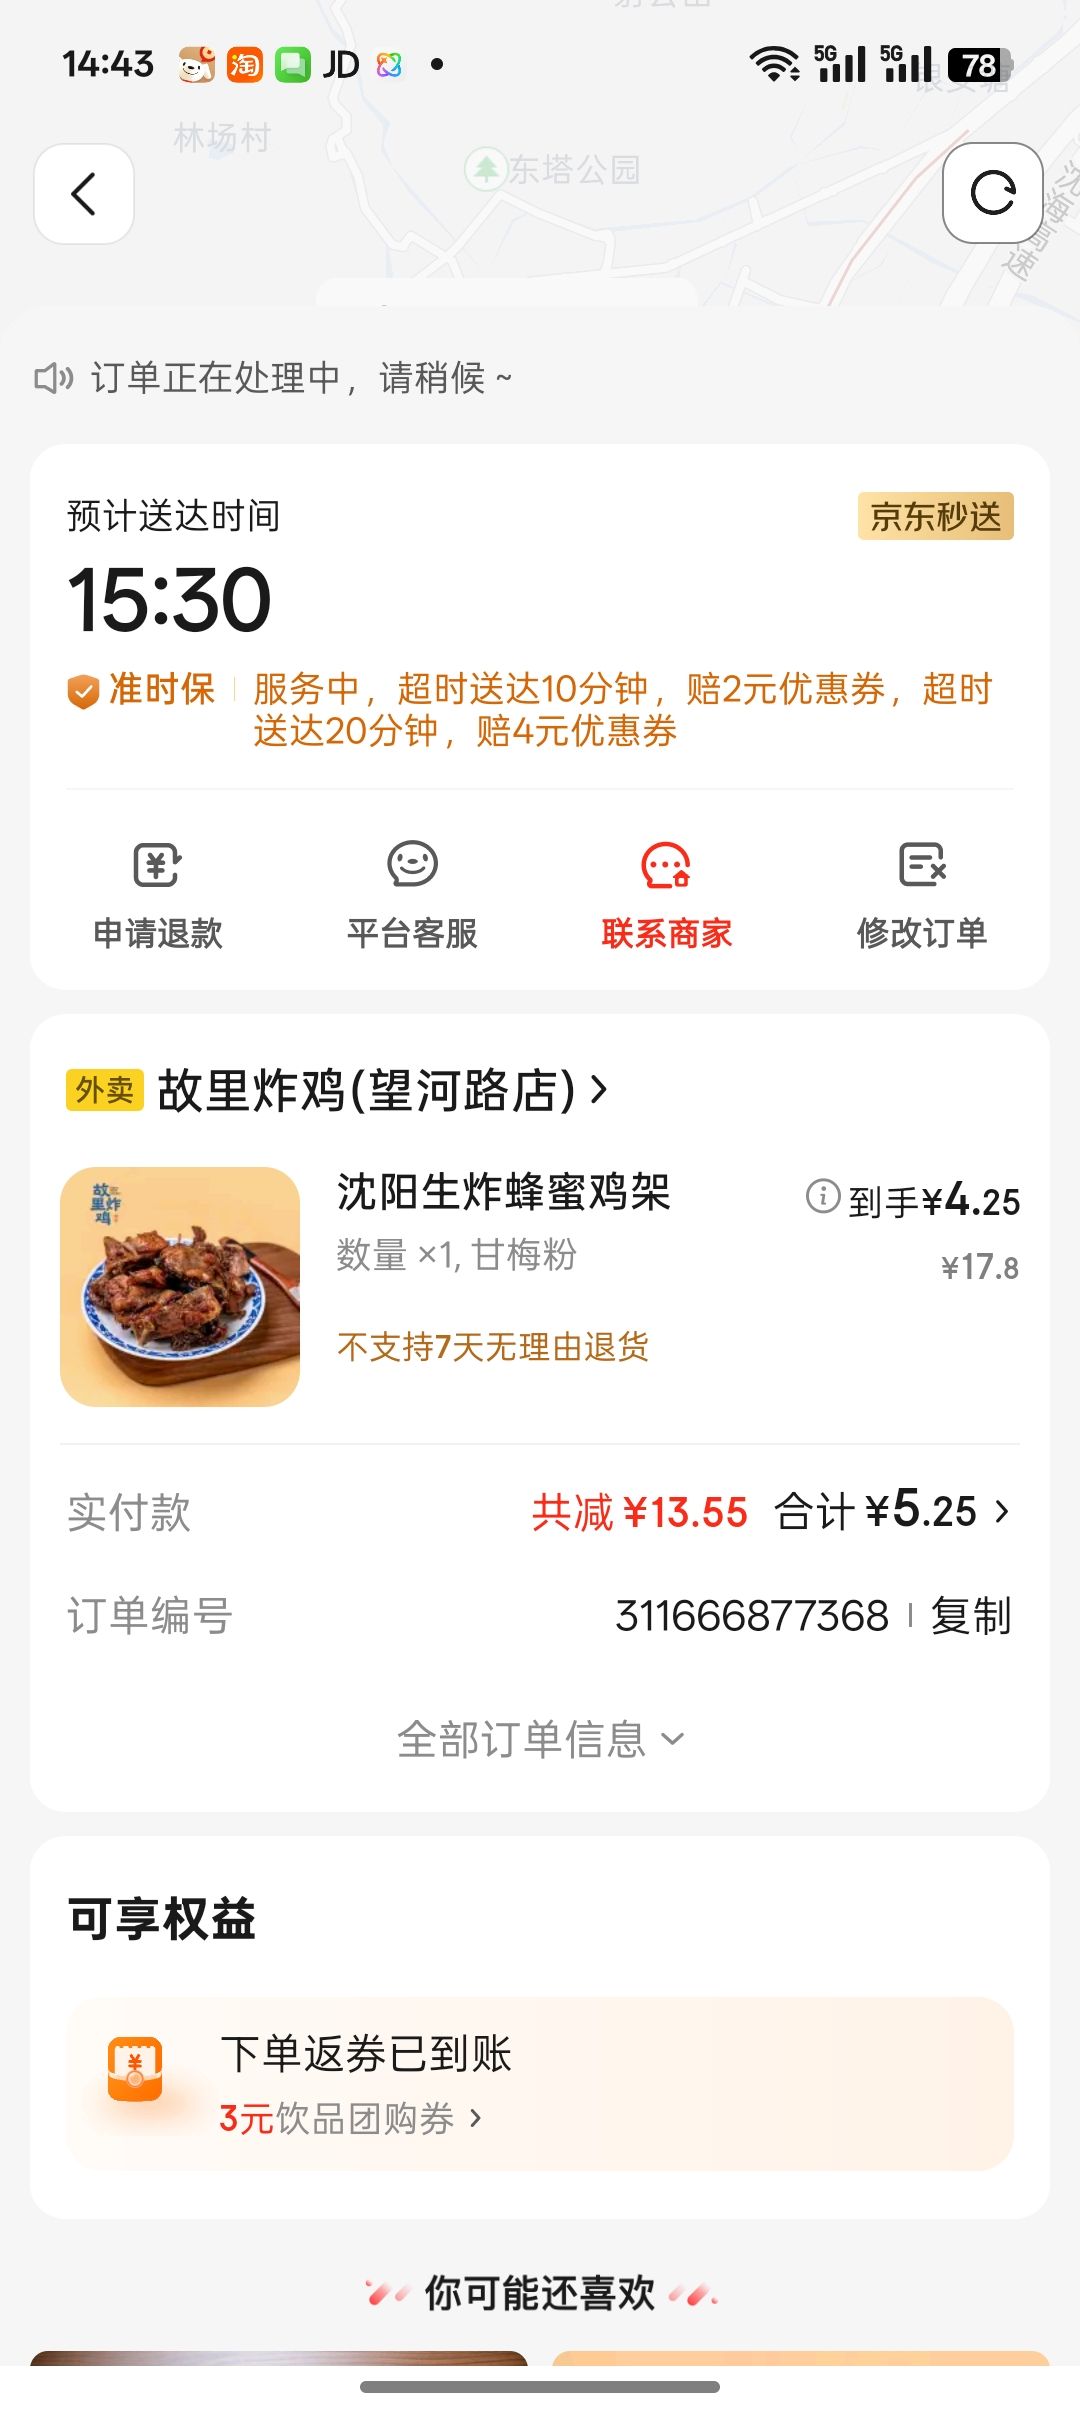 14:43
淘
JD
5G
5G
78
林场村
东塔公园
沈海高速
订单正在处理中，请稍候 ~
预计送达时间
京东秒送
15:30
准时保
服务中，超时送达10分钟，赔2元优惠券，超时
送达20分钟，赔4元优惠券
申请退款
平台客服
联系商家
修改订单
外卖
故里炸鸡(望河路店)
故里炸鸡
沈阳生炸蜂蜜鸡架
到手¥4.25
数量 ×1, 甘梅粉
¥17.8
不支持7天无理由退货
实付款
共减 ¥13.55
合计 ¥5.25
订单编号
311666877368
复制
全部订单信息
可享权益
下单返券已到账
3元饮品团购券
你可能还喜欢